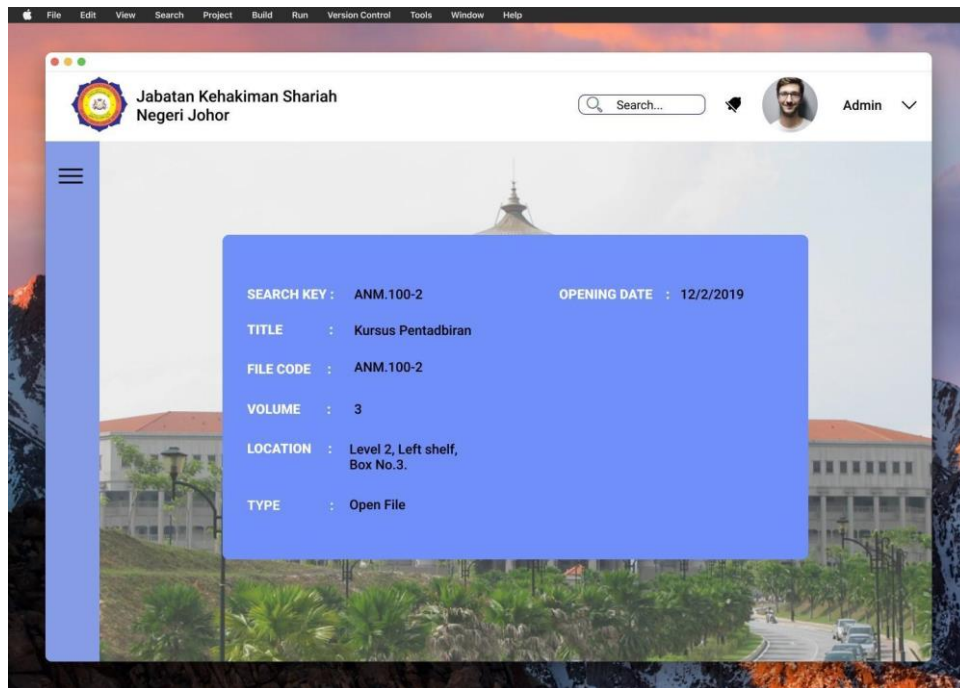 File Edit View Search Project Build Run Version Control Tools Window Help
Jabatan Kehakiman Shariah
Negeri Johor
Search...
Admin
SEARCH KEY : ANM.100-2 OPENING DATE : 12/2/2019
TITLE : Kursus Pentadbiran
FILE CODE : ANM.100-2
VOLUME : 3
LOCATION : Level 2, Left shelf,
Box No.3.
TYPE : Open File